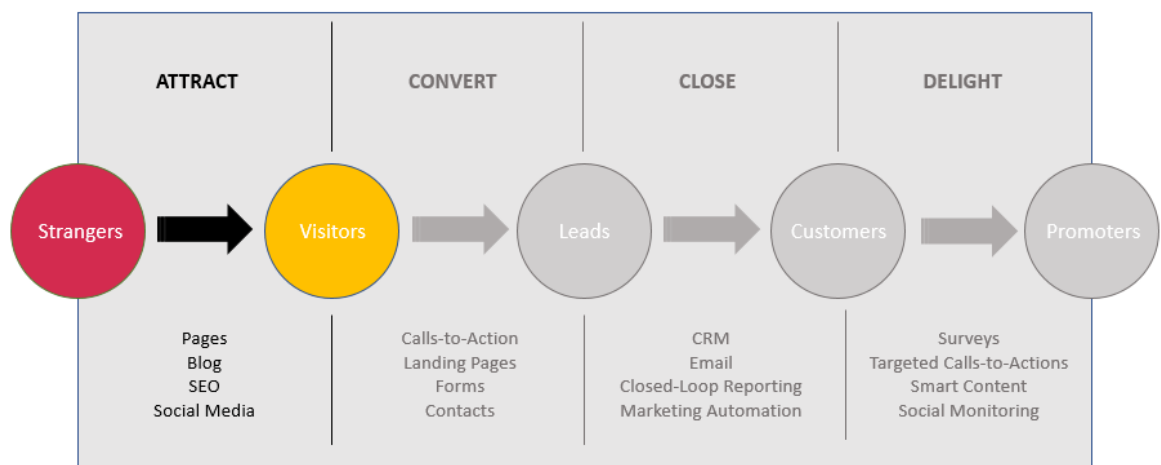 ATTRACT
CONVERT
CLOSE
DELIGHT
Strangers
Visitors
Leads
Customers
Promoters
Pages
Blog
SEO
Social Media
Calls-to-Action
Landing Pages
Forms
Contacts
CRM
Email
Closed-Loop Reporting
Marketing Automation
Surveys
Targeted Calls-to-Actions
Smart Content
Social Monitoring